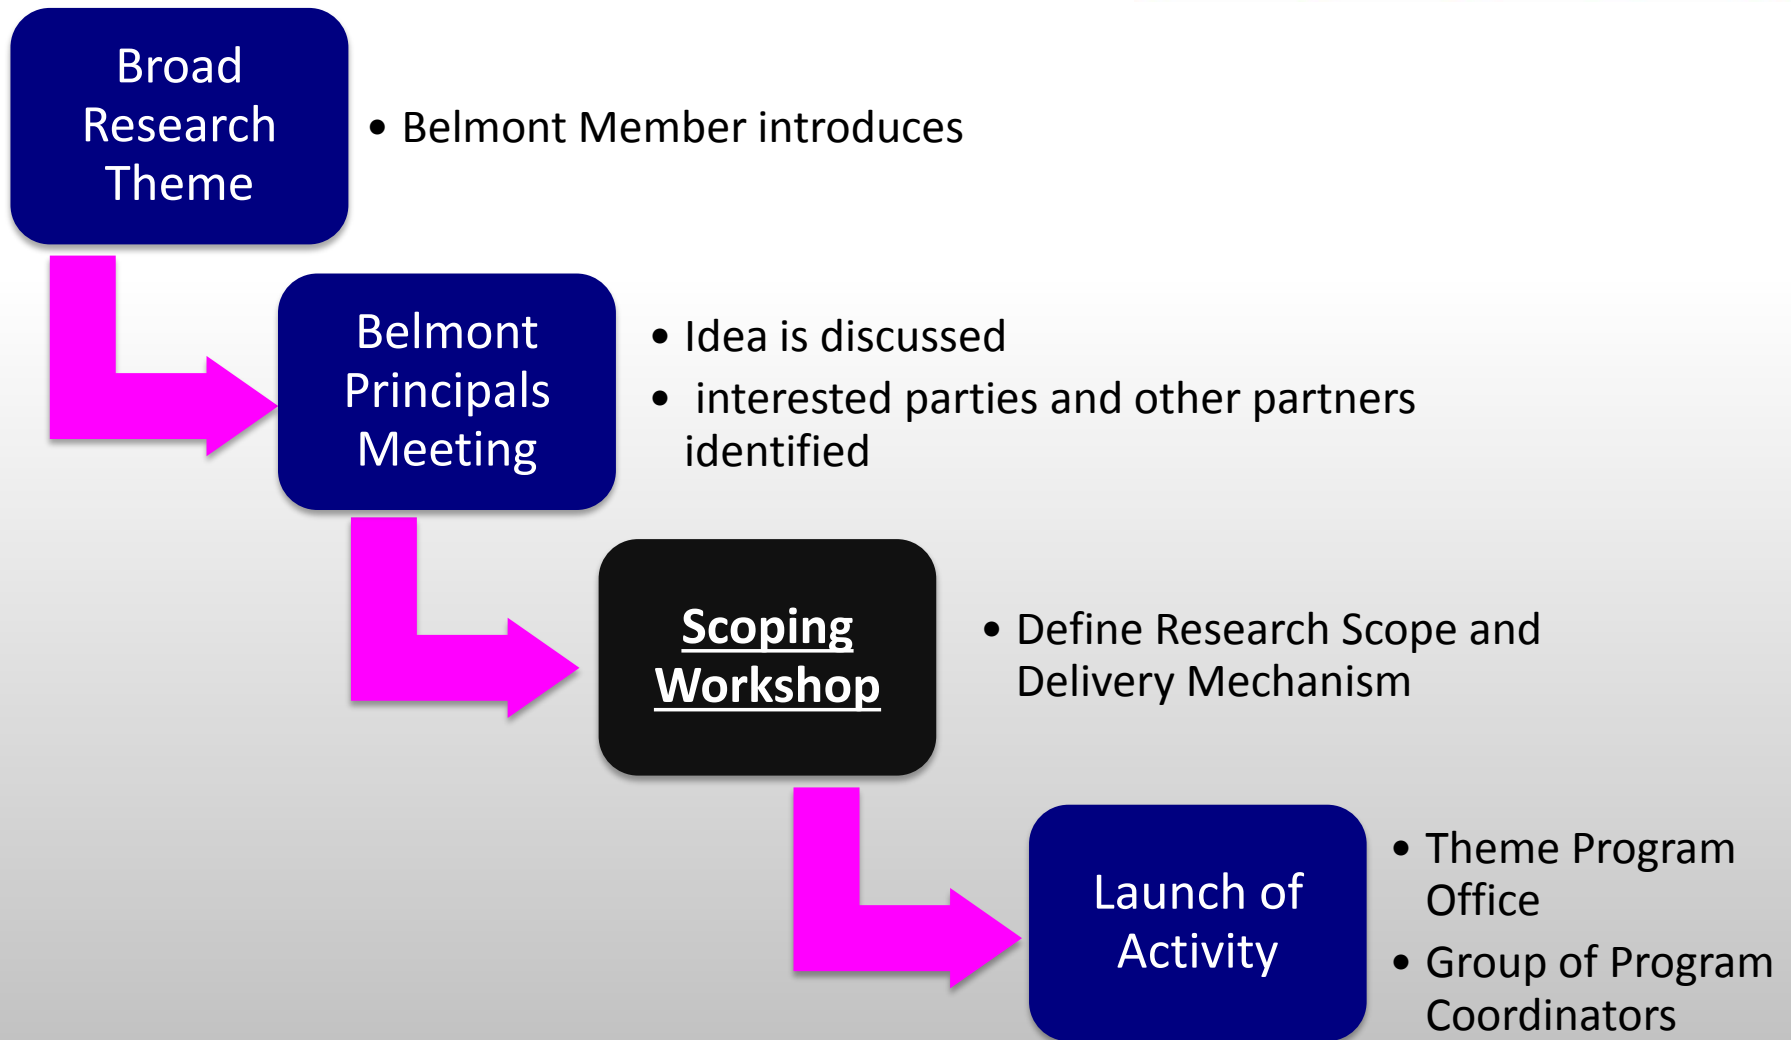 Broad
Research
Theme
• Belmont Member introduces
Belmont
Principals
Meeting
• Idea is discussed
• interested parties and other partners
identified
Scoping
Workshop
• Define Research Scope and
Delivery Mechanism
Launch of
Activity
• Theme Program
Office
• Group of Program
Coordinators